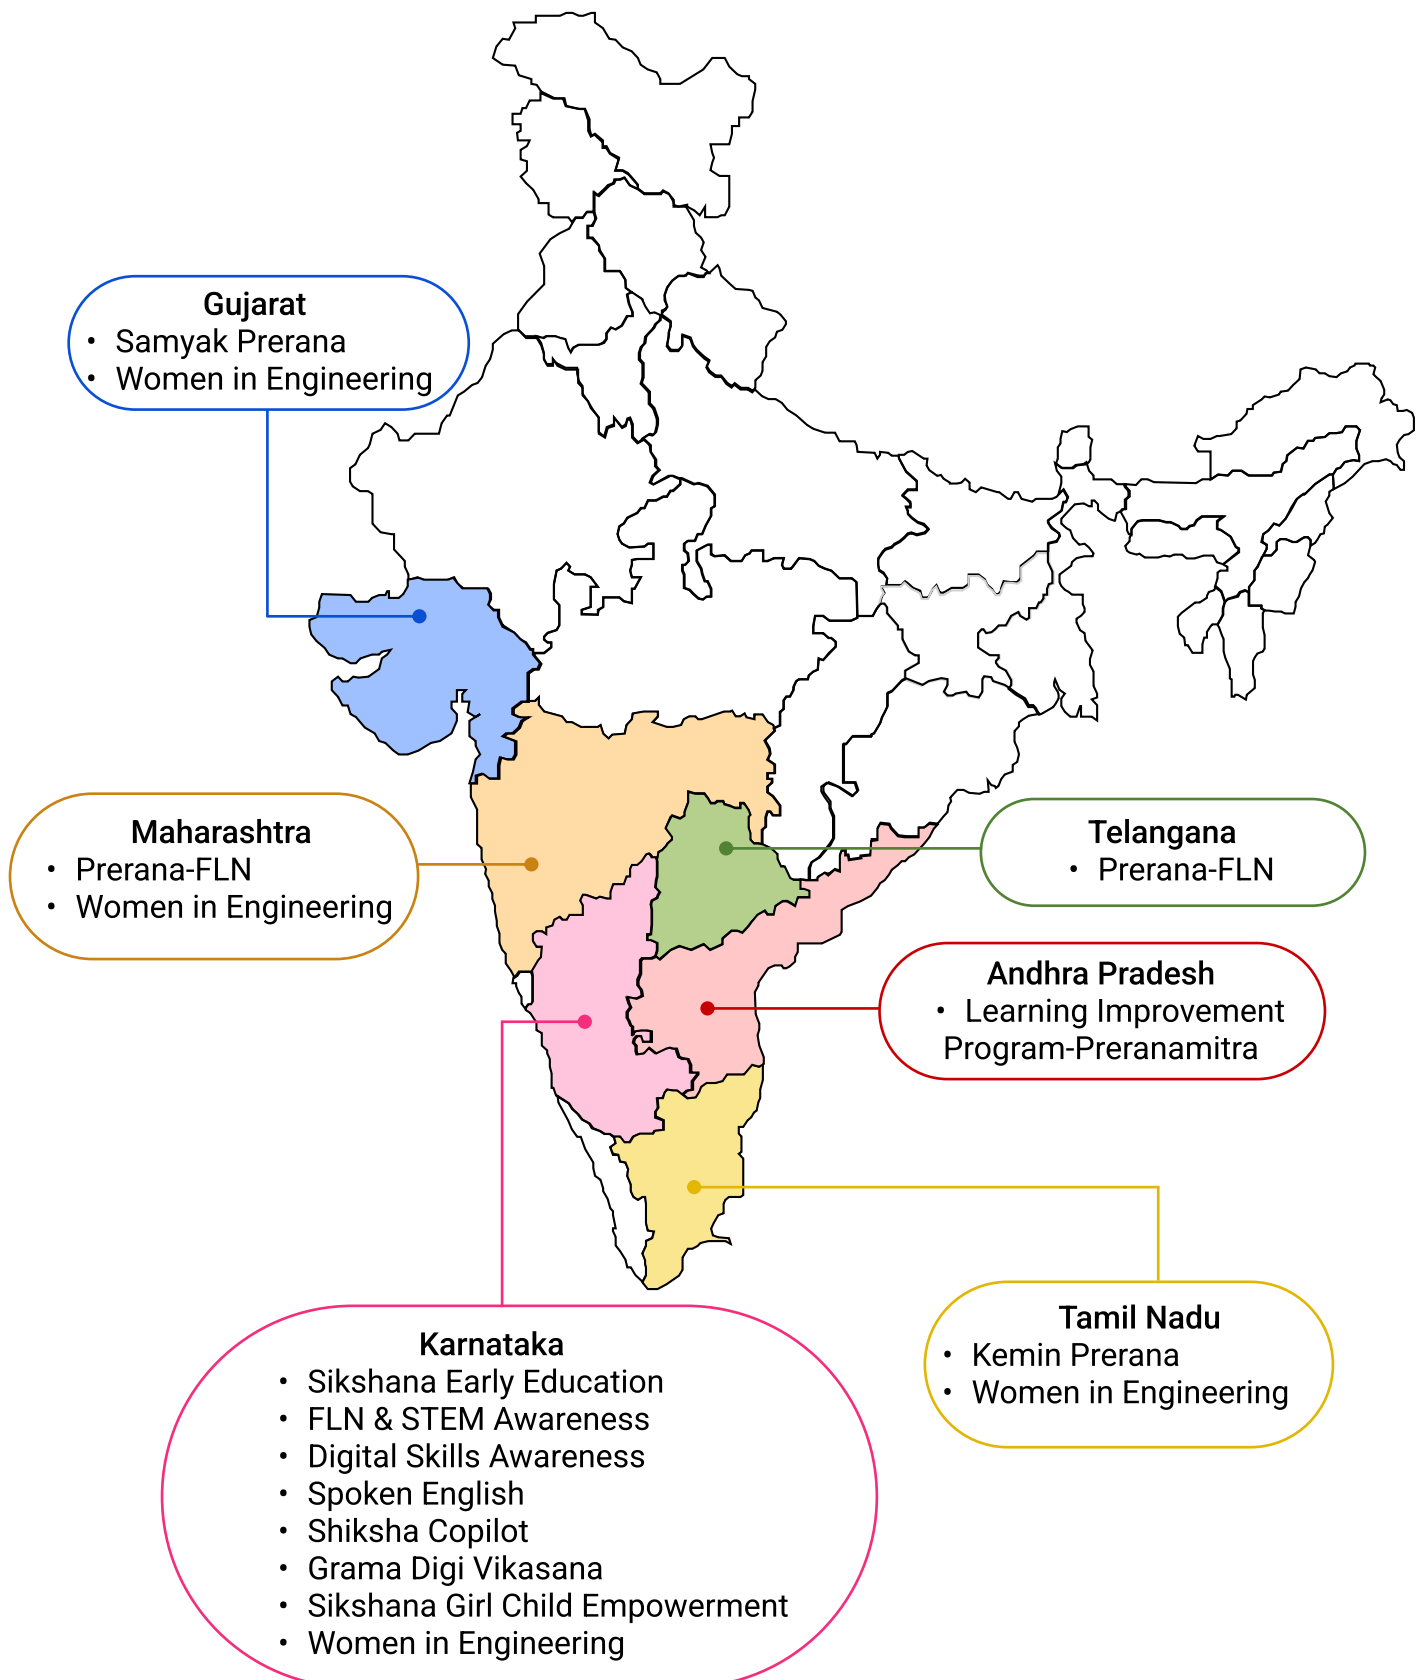 Gujarat
• Samyak Prerana
• Women in Engineering
Maharashtra
• Prerana-FLN
• Women in Engineering
Telangana
• Prerana-FLN
Andhra Pradesh
• Learning Improvement
Program-Preranamitra
Tamil Nadu
• Kemin Prerana
• Women in Engineering
Karnataka
• Sikshana Early Education
• FLN & STEM Awareness
• Digital Skills Awareness
• Spoken English
• Shiksha Copilot
• Grama Digi Vikasana
• Sikshana Girl Child Empowerment
• Women in Engineering